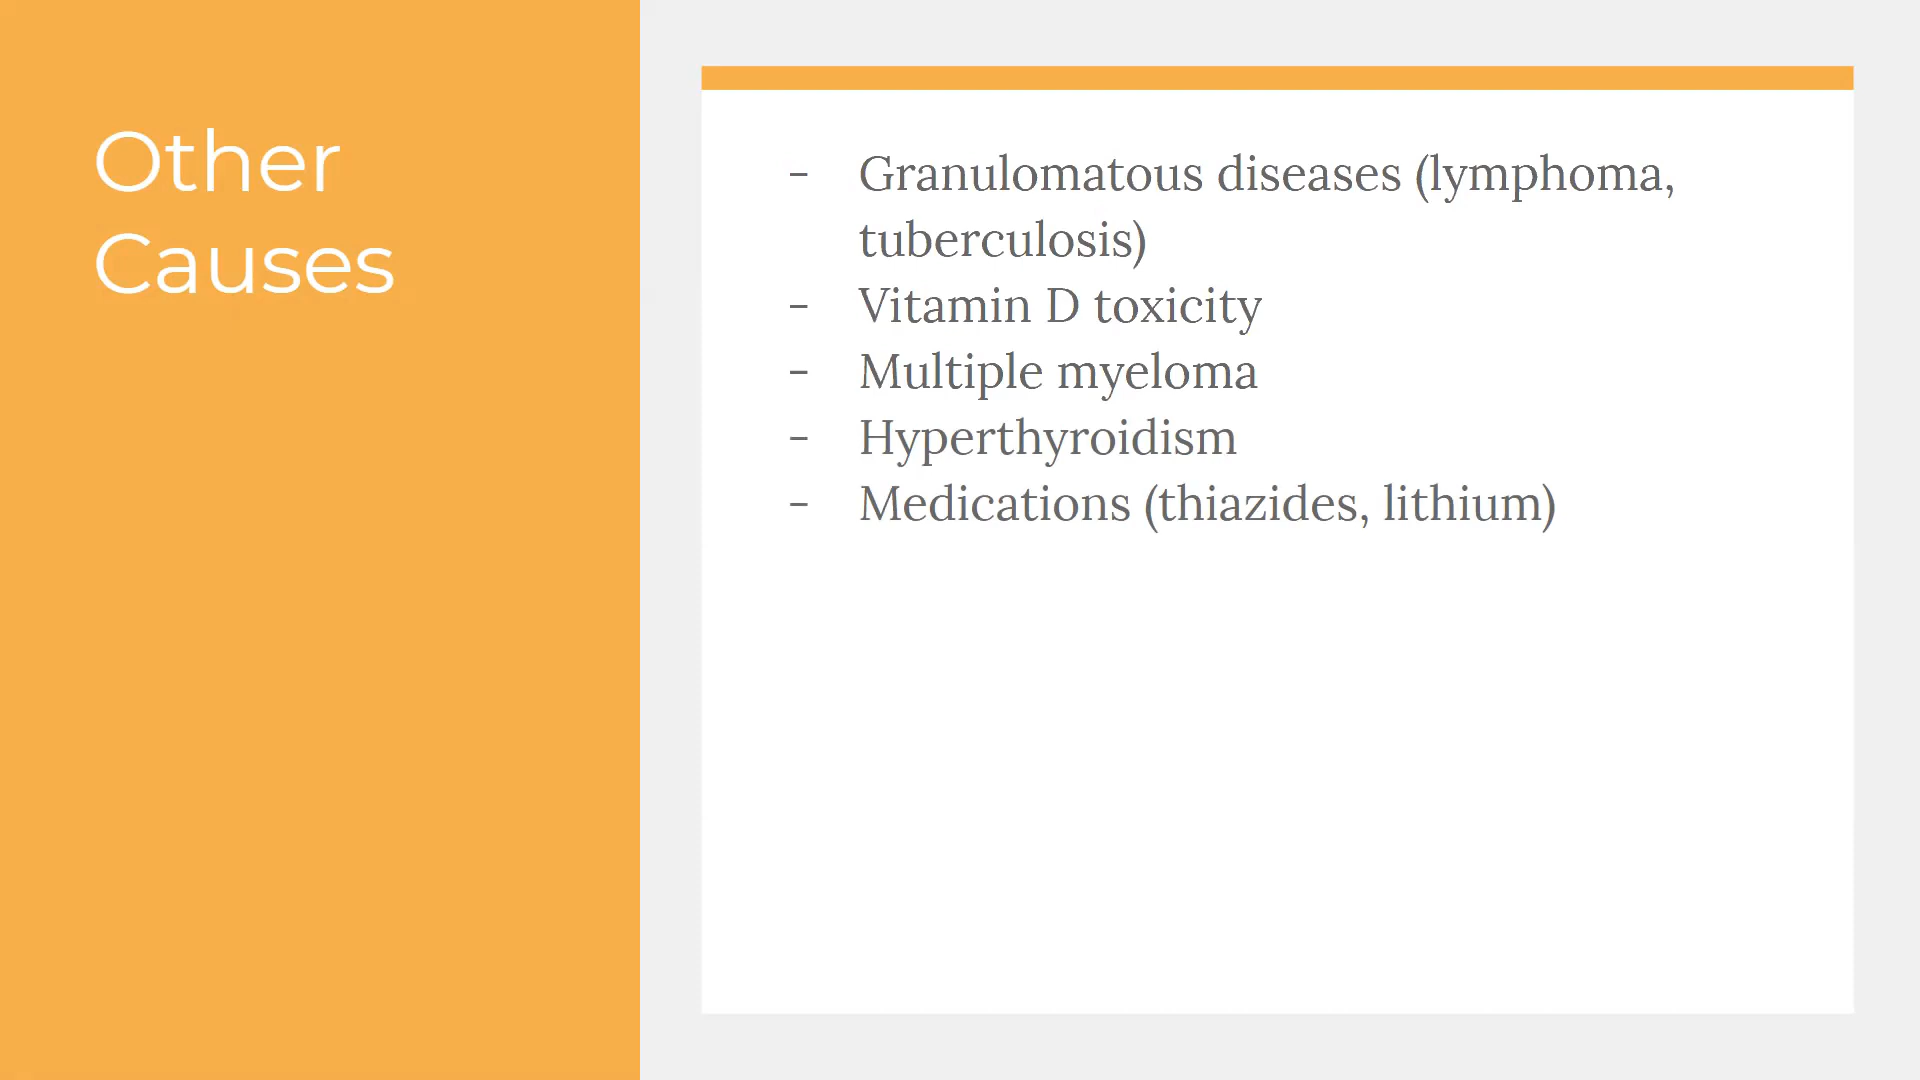 Other
Causes
- Granulomatous diseases (lymphoma,
tuberculosis)
- Vitamin D toxicity
- Multiple myeloma
- Hyperthyroidism
- Medications (thiazides, lithium)